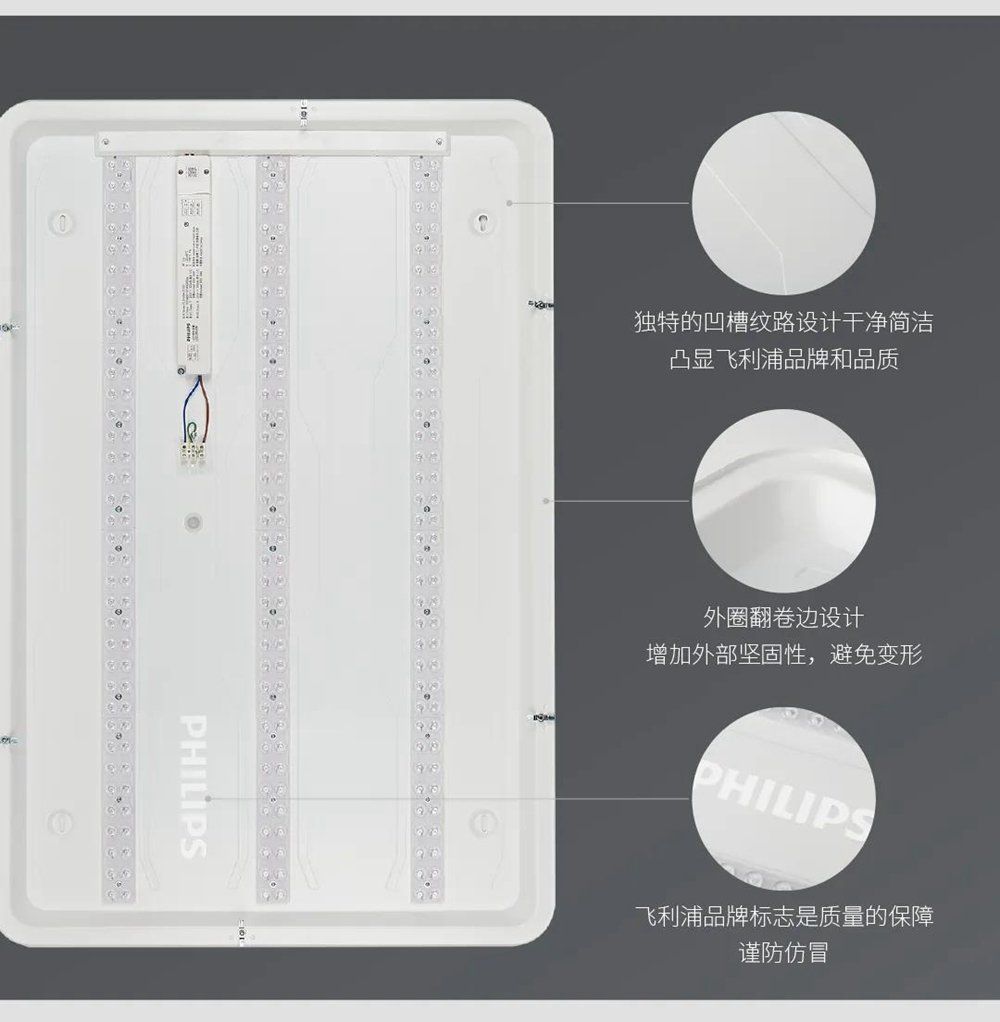 独特的凹槽纹路设计干净简洁
凸显飞利浦品牌和品质
外圈翻卷边设计
增加外部坚固性，避免变形
PHILIPS
PHILIPS
PHILIPS
飞利浦品牌标志是质量的保障
谨防仿冒